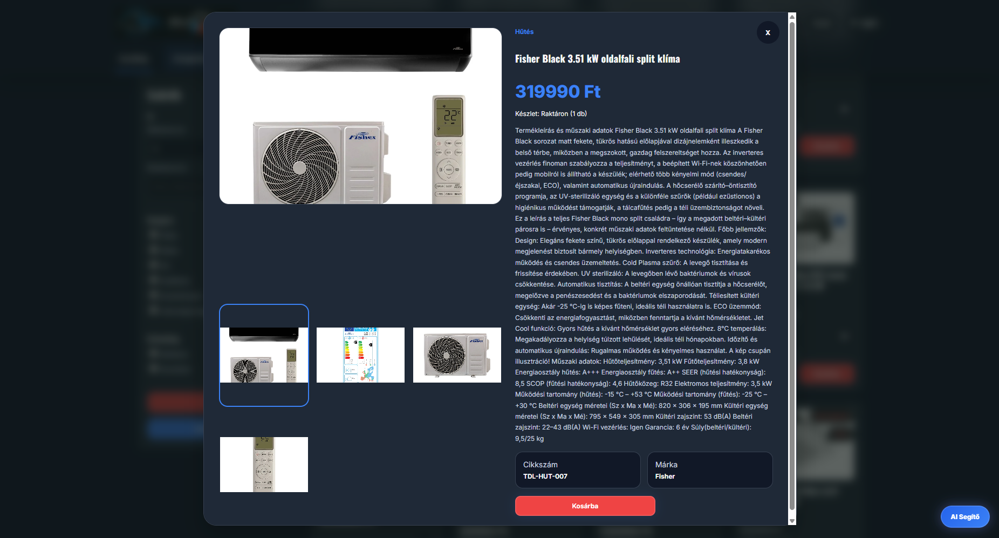 Hűtés
X
Fisher Black 3.51 kW oldalfali split klíma
319990 Ft
Készlet: Raktáron (1 db)
Termékleírás és műszaki adatok Fisher Black 3.51 kW oldalfali split klíma A Fisher
Black sorozat matt fekete, tükrös hatású előlapjával dizájnelemként illeszkedik a
belső térbe, miközben a megszokott, gazdag felszereltséget hozza. Az inverteres
vezérlés finoman szabályozza a teljesítményt, a beépített Wi-Fi-nek köszönhetően
pedig mobilról is állítható a készülék; elérhető több kényelmi mód (csendes/
éjszakai, ECO), valamint automatikus újraindulás. A hőcserélő szárító–öntisztító
programja, az UV-sterilizáló egység és a különféle szűrők (például ezüstionos) a
higiénikus működést támogatják, a tálcafűtés pedig a téli üzembiztonságot növeli.
Ez a leírás a teljes Fisher Black mono split családra – így a megadott beltéri–kültéri
párosra is – érvényes, konkrét műszaki adatok feltüntetése nélkül. Főbb jellemzők:
Design: Elegáns fekete színű, tükrös előlappal rendelkező készülék, amely modern
megjelenést biztosít bármely helyiségben. Inverteres technológia: Energiatakarékos
működés és csendes üzemeltetés. Cold Plasma szűrő: A levegő tisztítása és
frissítése érdekében. UV sterilizáló: A levegőben lévő baktériumok és vírusok
csökkentése. Automatikus tisztítás: A beltéri egység önállóan tisztítja a hőcserélőt,
megelőzve a penészesedést és a baktériumok elszaporodását. Téliesített kültéri
egység: Akár -25 °C-ig is képes fűteni, ideális téli használatra is. ECO üzemmód:
Csökkenti az energiafogyasztást, miközben fenntartja a kívánt hőmérsékletet. Jet
Cool funkció: Gyors hűtés a kívánt hőmérséklet gyors eléréséhez. 8°C temperálás:
Megakadályozza a helyiség túlzott lehűlését, ideális téli hónapokban. Időzítő és
automatikus újraindulás: Rugalmas működés és kényelmes használat. A kép csupán
illusztráció! Műszaki adatok: Hűtőteljesítmény: 3,51 kW Fűtőteljesítmény: 3,8 kW
Energiaosztály hűtés: A+++ Energiaosztály fűtés: A++ SEER (hűtési hatékonyság):
8,5 SCOP (fűtési hatékonyság): 4,6 Hűtőközeg: R32 Elektromos teljesítmény: 3,5 kW
Működési tartomány (hűtés): -15 °C – +53 °C Működési tartomány (fűtés): -25 °C –
+30 °C Beltéri egység méretei (Sz x Ma x Mé): 820 × 306 × 195 mm Kültéri egység
méretei (Sz x Ma x Mé): 795 × 549 × 305 mm Kültéri zajszint: 53 dB(A) Beltéri
zajszint: 22–43 dB(A) Wi-Fi vezérlés: Igen Garancia: 6 év Súly(beltéri/kültéri):
9,5/25 kg
Cikkszám
TDL-HUT-007
Márka
Fisher
Kosárba
AI Segítő
Fisher
22°C
FAN
Fisher